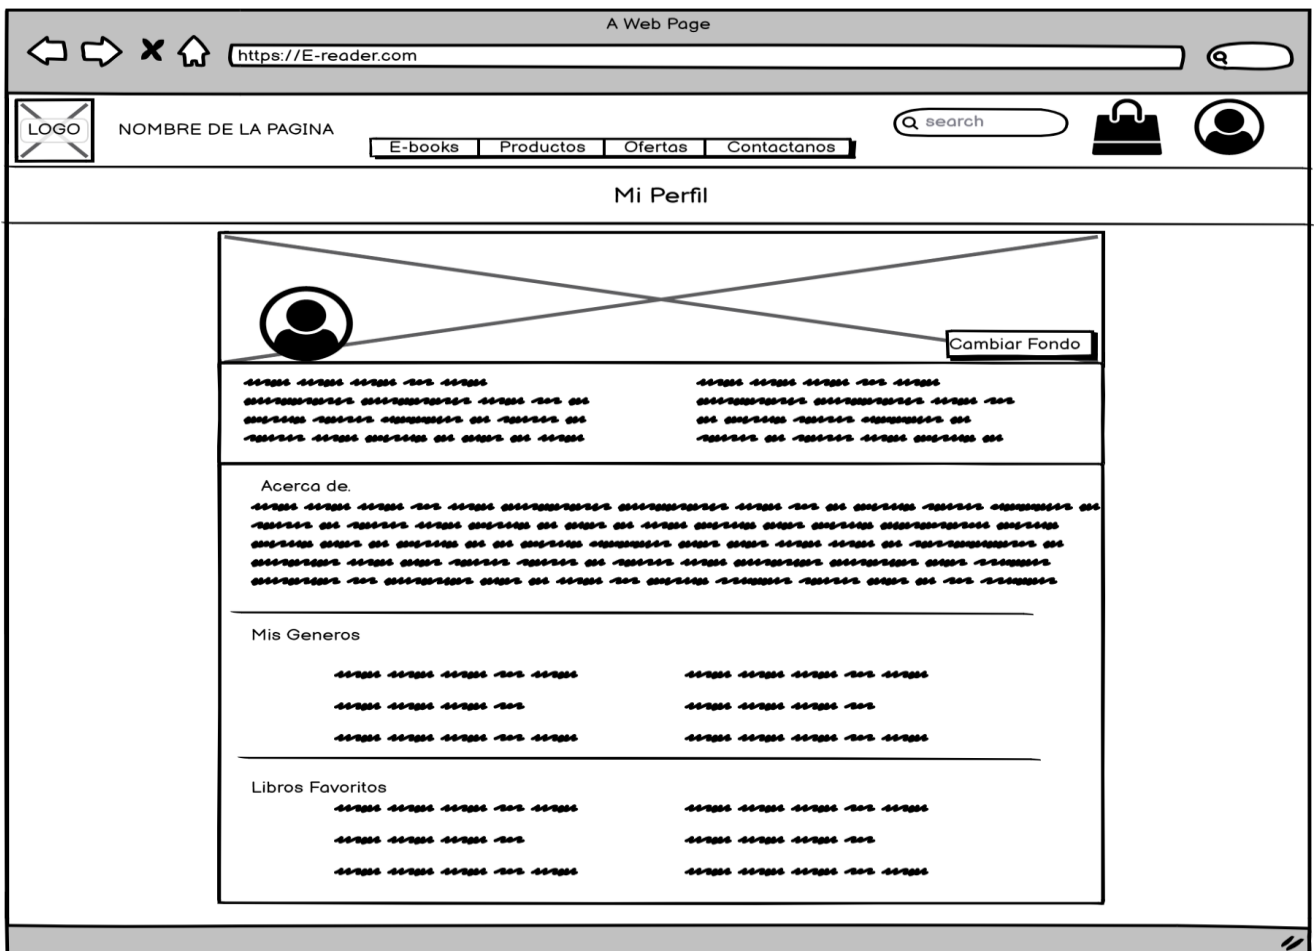 A Web Page
https://E-reader.com
LOGO
NOMBRE DE LA PAGINA
E-books
Productos
Ofertas
Contactanos
search
Mi Perfil
Cambiar Fondo
Acerca de.
Mis Generos
Libros Favoritos